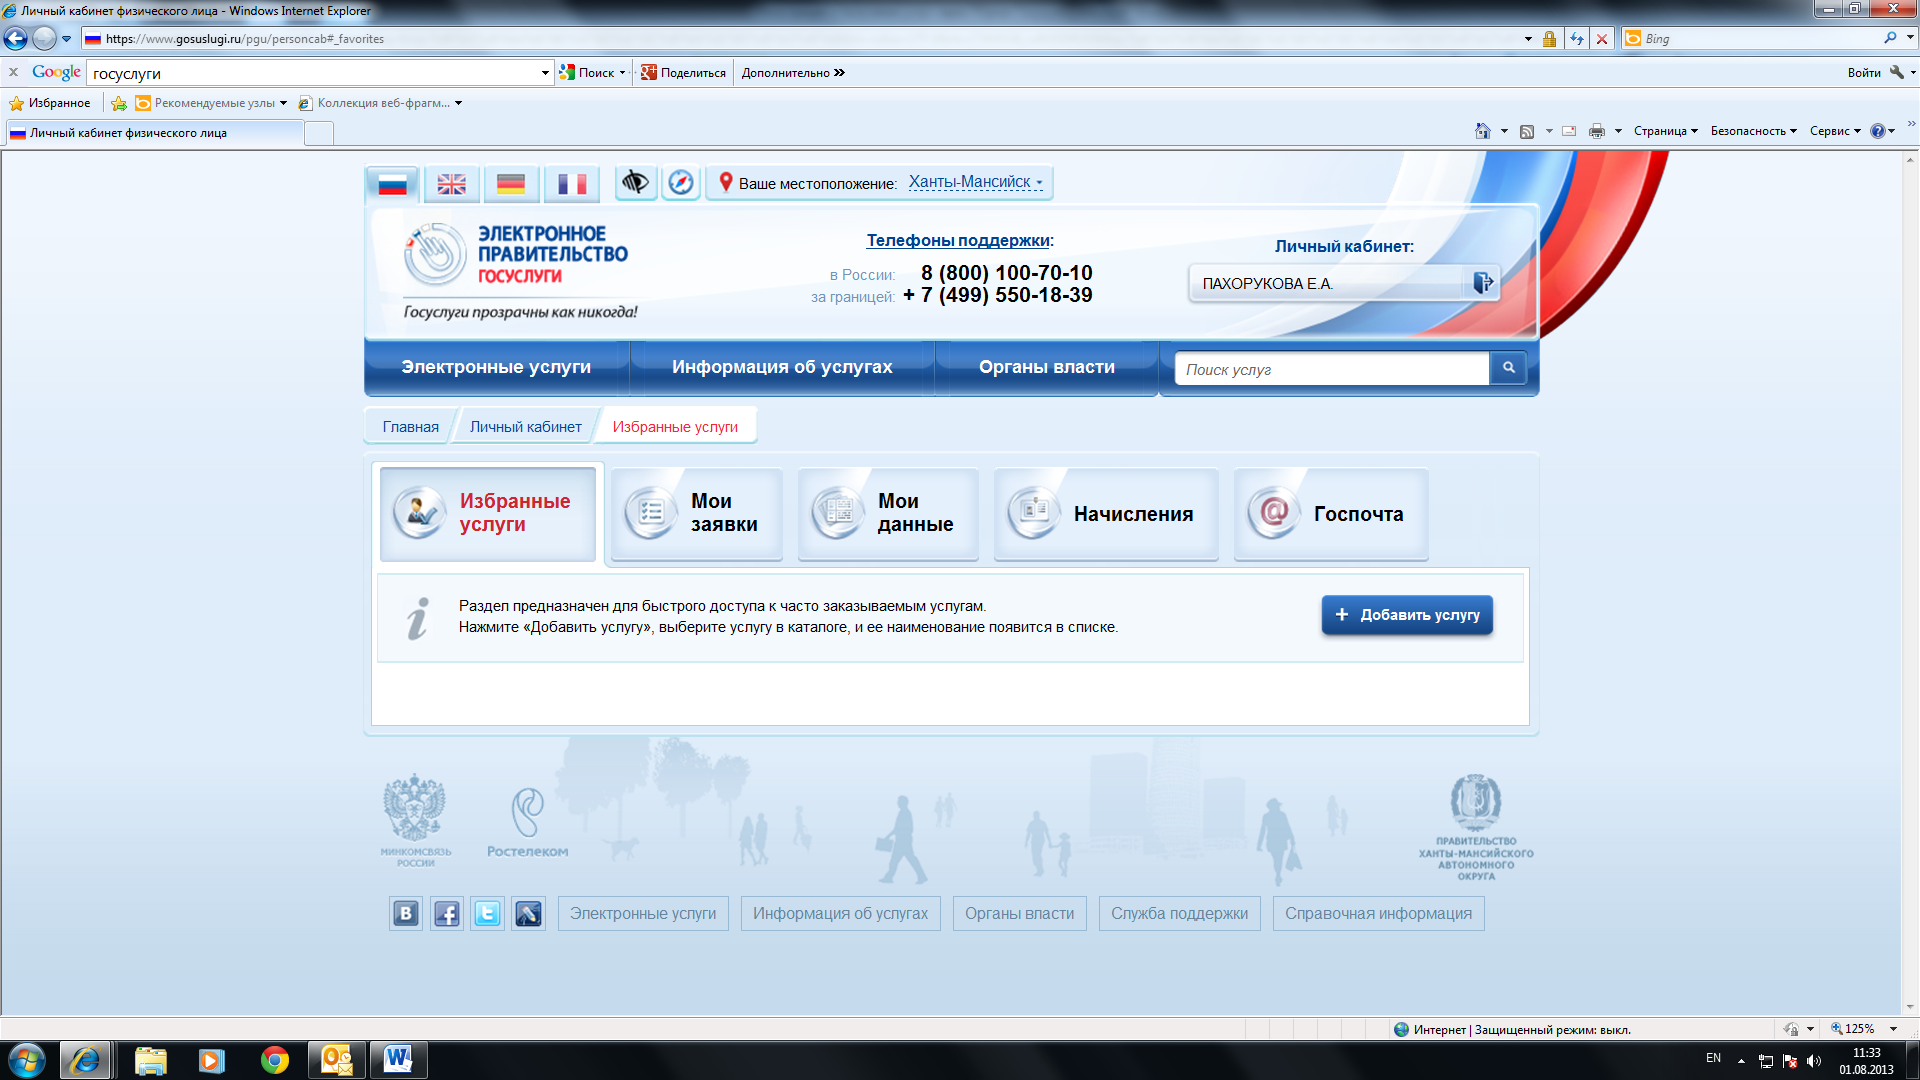 Личный кабинет физического лица - Windows Internet Explorer
https://www.gosuslugi.ru/pgu/personcab#_favorites
Bing
Google
госуслуги
Поиск
Поделиться
Дополнительно
Войти
Избранное
Рекомендуемые узлы
Коллекция веб-фрагм...
Личный кабинет физического лица
Страница
Безопасность
Сервис
Ваше местоположение: Ханты-Мансийск
ЭЛЕКТРОННОЕ
ПРАВИТЕЛЬСТВО
ГОСУСЛУГИ
Госуслуги прозрачны как никогда!
Телефоны поддержки:
в России: 8 (800) 100-70-10
за границей: + 7 (499) 550-18-39
Личный кабинет:
ПАХОРУКОВА Е.А.
Электронные услуги
Информация об услугах
Органы власти
Поиск услуг
Главная
Личный кабинет
Избранные услуги
Избранные
услуги
Мои
заявки
Мои
данные
Начисления
Госпочта
Раздел предназначен для быстрого доступа к часто заказываемым услугам.
Нажмите «Добавить услугу», выберите услугу в каталоге, и ее наименование появится в списке.
+ Добавить услугу
МИНКОМСВЯЗЬ
РОССИИ
Ростелеком
ПРАВИТЕЛЬСТВО
ХАНТЫ-МАНСИЙСКОГО
АВТОНОМНОГО
ОКРУГА
Электронные услуги
Информация об услугах
Органы власти
Служба поддержки
Справочная информация
Интернет | Защищенный режим: выкл.
125%
EN
11:33
01.08.2013